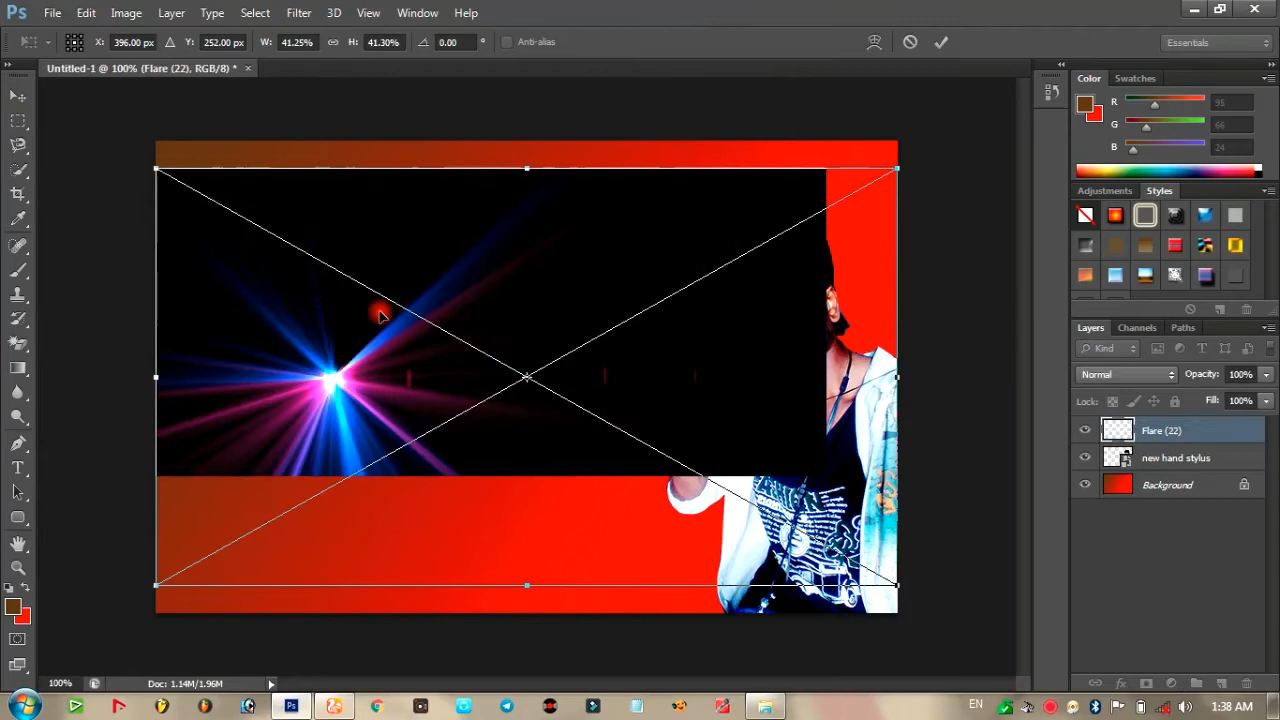 Ps File Edit Image Layer Type Select Filter 3D View Window Help
X: 396.00 px Y: 252.00 px W: 41.25% H: 41.30% 0.00 ° Anti-alias Essentials
Untitled-1 @ 100% (Flare (22), RGB/8) * ×
Color Swatches
R 95
G 66
B 24
Adjustments Styles
Layers Channels Paths
Kind
Normal Opacity: 100%
Lock: Fill: 100%
Flare (22)
new hand stylus
Background
100% Doc: 1.14M/1.96M
EN 1:38 AM